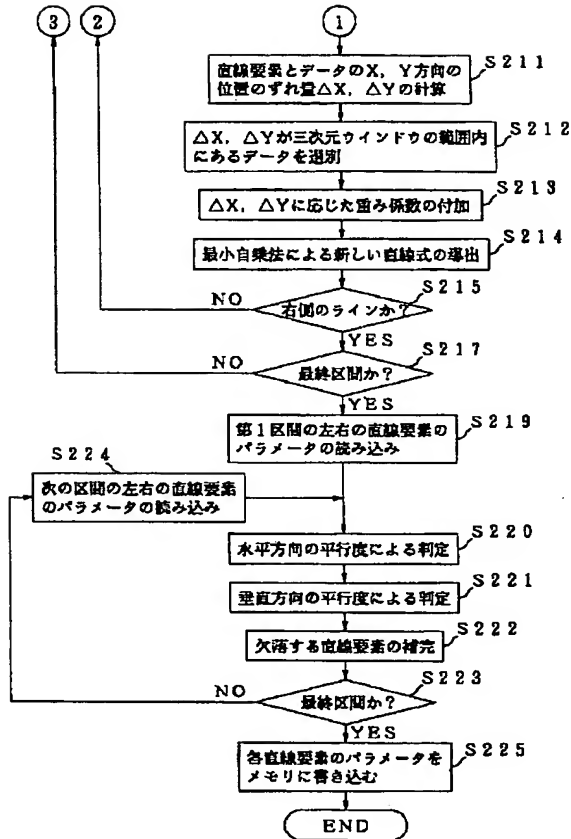 ③ ② ①
S211
直線要素とデータのX，Y方向の
位置のずれ量△X，△Yの計算
S212
△X，△Yが三次元ウインドウの範囲内
にあるデータを選別
S213
△X，△Yに応じた重み係数の付加
S214
最小自乗法による新しい直線式の導出
S215
NO
右側のラインか？
YES
S217
NO
最終区間か？
YES
S219
第1区間の左右の直線要素の
パラメータの読み込み
S224
次の区間の左右の直線要素
のパラメータの読み込み
S220
水平方向の平行度による判定
S221
垂直方向の平行度による判定
S222
欠落する直線要素の補完
S223
NO
最終区間か？
YES
S225
各直線要素のパラメータを
メモリに書き込む
END